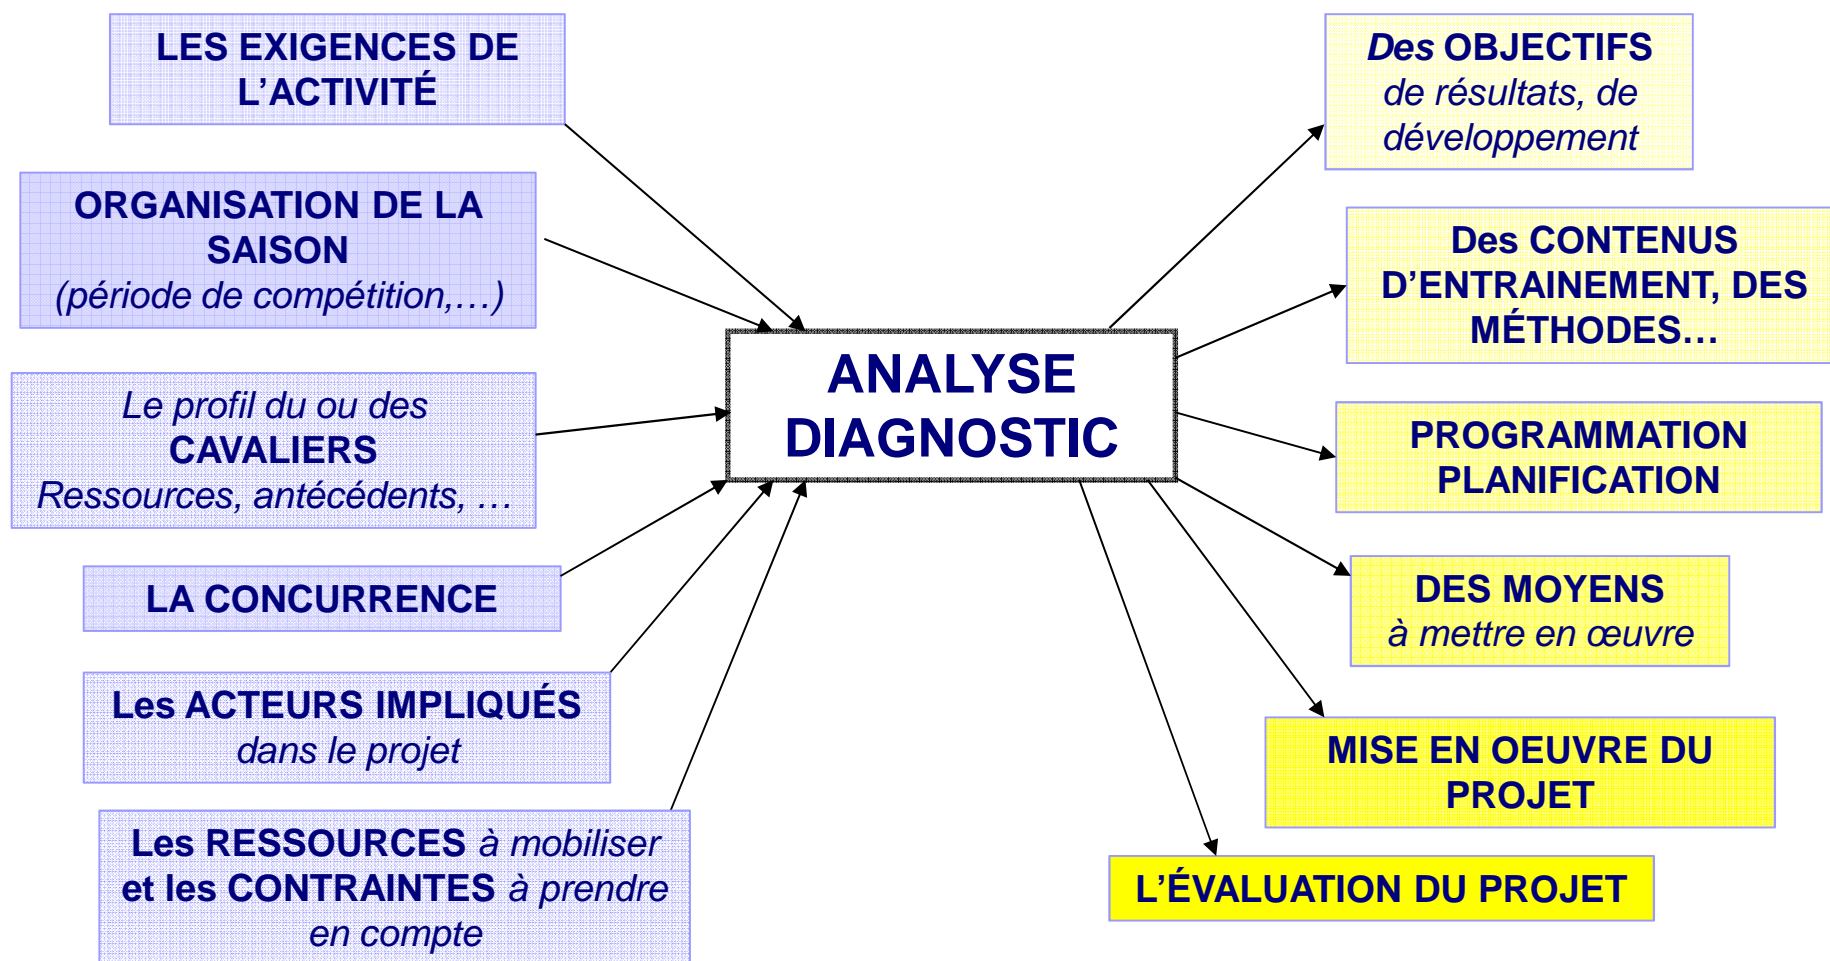 LES EXIGENCES DE
L’ACTIVITÉ
ORGANISATION DE LA
SAISON
(période de compétition,…)
Le profil du ou des
CAVALIERS
Ressources, antécédents, …
LA CONCURRENCE
Les ACTEURS IMPLIQUÉS
dans le projet
Les RESSOURCES à mobiliser
et les CONTRAINTES à prendre
en compte
ANALYSE
DIAGNOSTIC
Des OBJECTIFS
de résultats, de
développement
Des CONTENUS
D’ENTRAINEMENT, DES
MÉTHODES…
PROGRAMMATION
PLANIFICATION
DES MOYENS
à mettre en œuvre
MISE EN OEUVRE DU
PROJET
L’ÉVALUATION DU PROJET